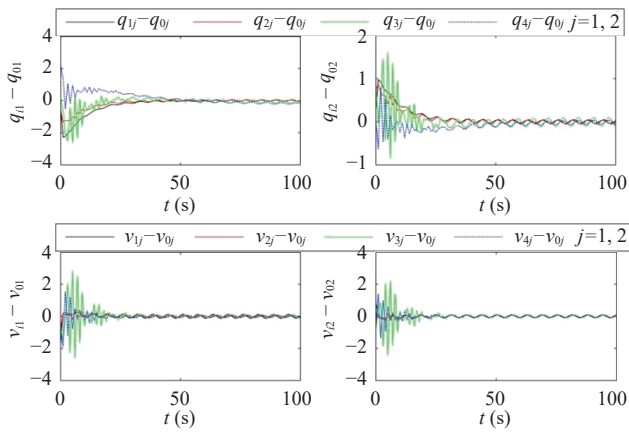 q1j−q0j q2j−q0j q3j−q0j q4j−q0j j=1, 2
4
2
0
−2
−4
qi1 − q01
0 50 100
t (s)
2
1
0
−1
qi2 − q02
0 50 100
t (s)
v1j−v0j v2j−v0j v3j−v0j v4j−v0j j=1, 2
4
2
0
−2
−4
vi1 − v01
0 50 100
t (s)
4
2
0
−2
−4
vi2 − v02
0 50 100
t (s)